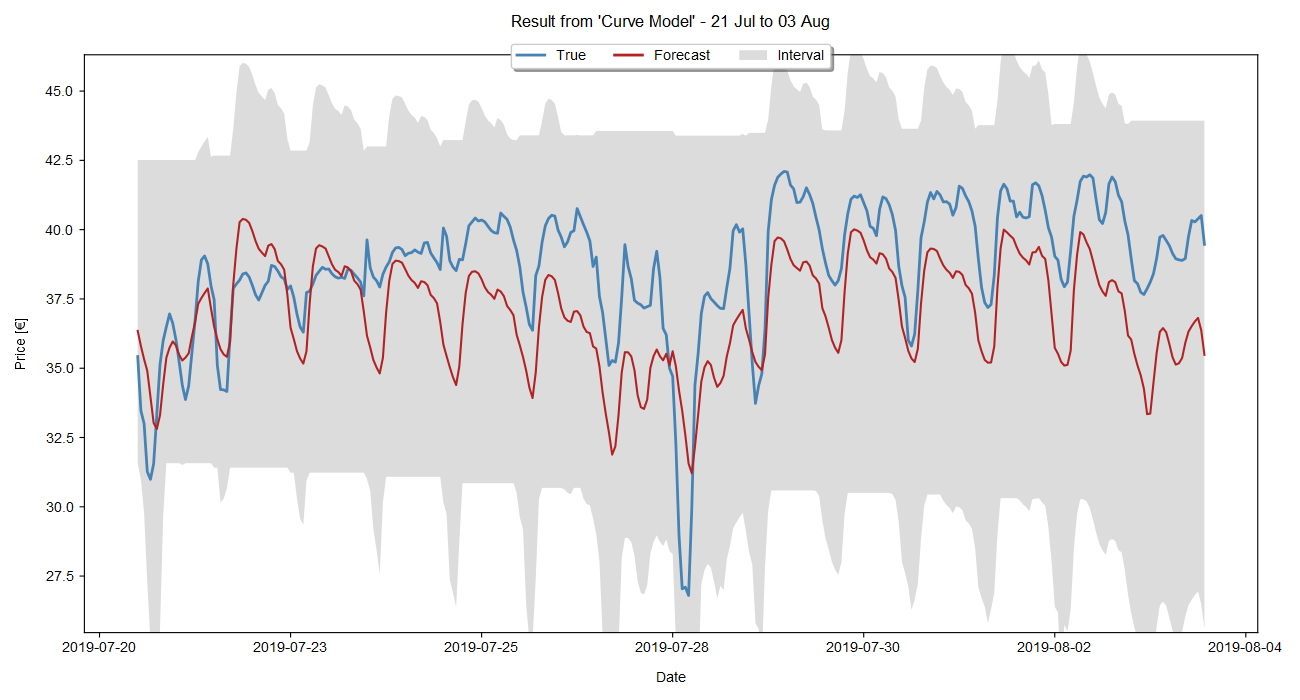 Result from 'Curve Model' - 21 Jul to 03 Aug
True Forecast Interval
45.0
42.5
40.0
37.5
35.0
32.5
30.0
27.5
Price [€]
2019-07-20 2019-07-23 2019-07-25 2019-07-28 2019-07-30 2019-08-02 2019-08-04
Date